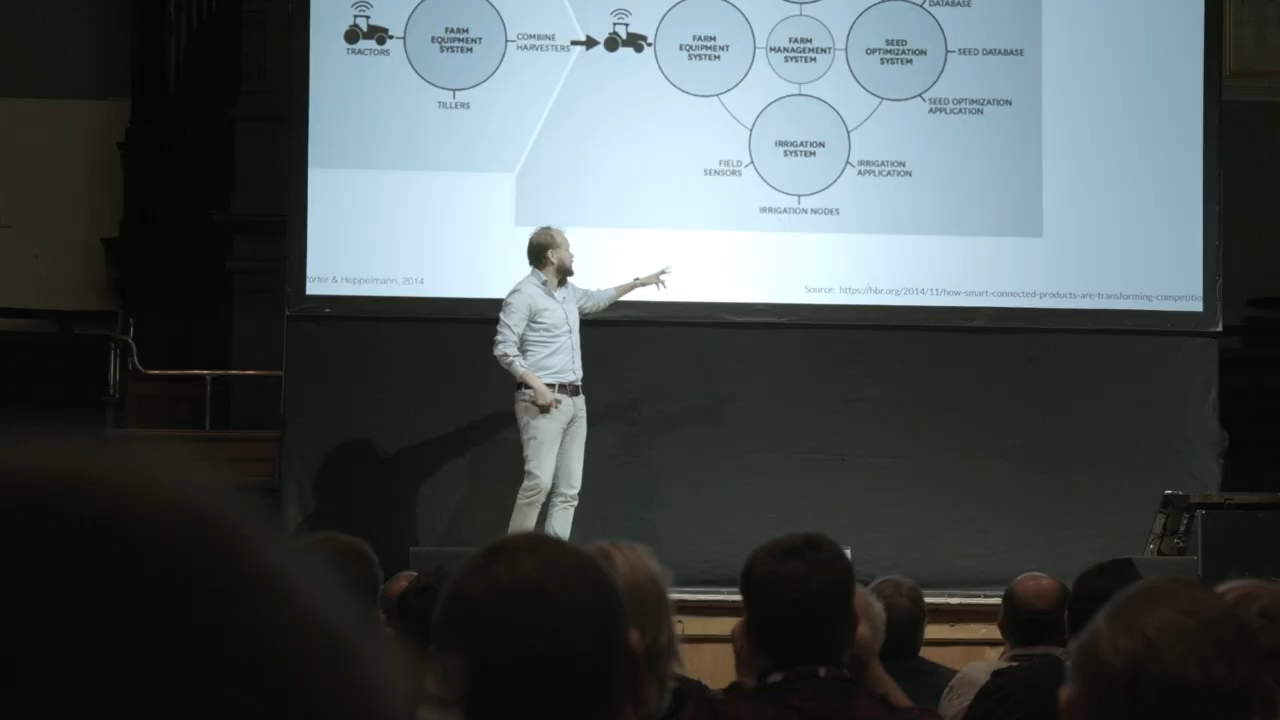 DATABASE
TRACTORS
FARM
EQUIPMENT
SYSTEM
COMBINE
HARVESTERS
TILLERS
FARM
EQUIPMENT
SYSTEM
FARM
MANAGEMENT
SYSTEM
SEED
OPTIMIZATION
SYSTEM
SEED DATABASE
SEED OPTIMIZATION
APPLICATION
IRRIGATION
SYSTEM
FIELD
SENSORS
IRRIGATION
APPLICATION
IRRIGATION NODES
orter & Heppelmann, 2014
Source: https://hbr.org/2014/11/how-smart-connected-products-are-transforming-competitio